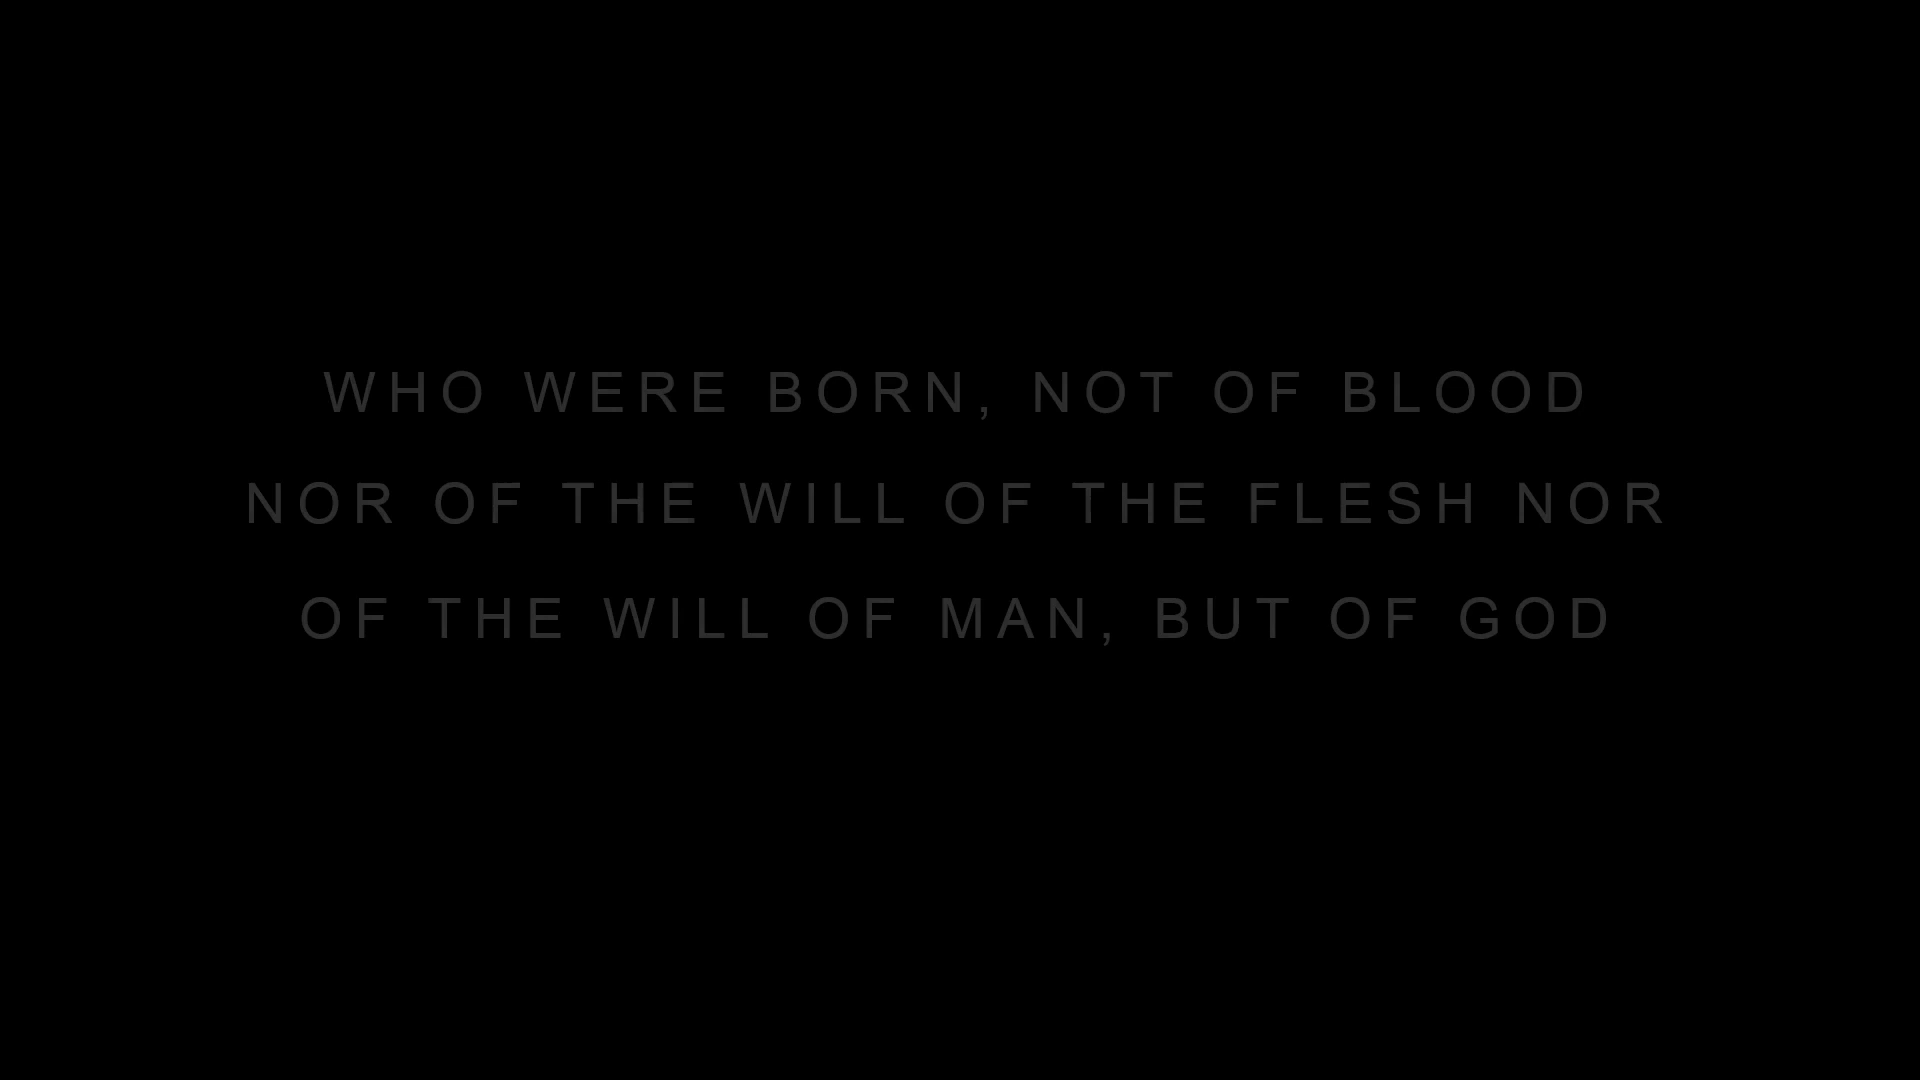 WHO WERE BORN, NOT OF BLOOD
NOR OF THE WILL OF THE FLESH NOR
OF THE WILL OF MAN, BUT OF GOD